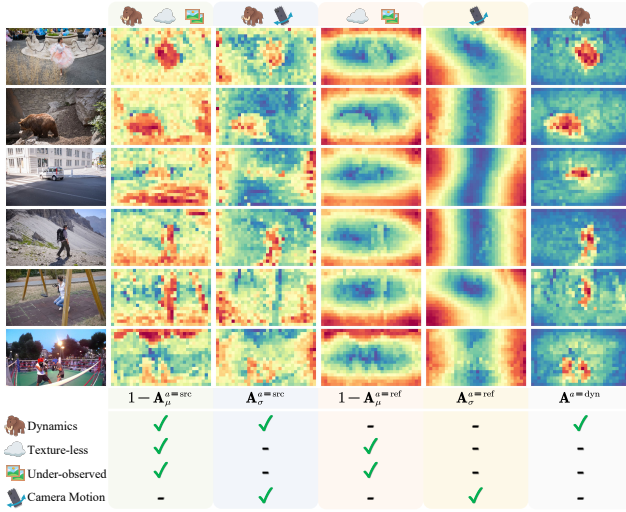 1 − A_μ^{a=src} A_σ^{a=src} 1 − A_μ^{a=ref} A_σ^{a=ref} A^{a=dyn}
Dynamics ✓ ✓ - - ✓
Texture-less ✓ - ✓ - -
Under-observed ✓ - ✓ - -
Camera Motion - ✓ - ✓ -